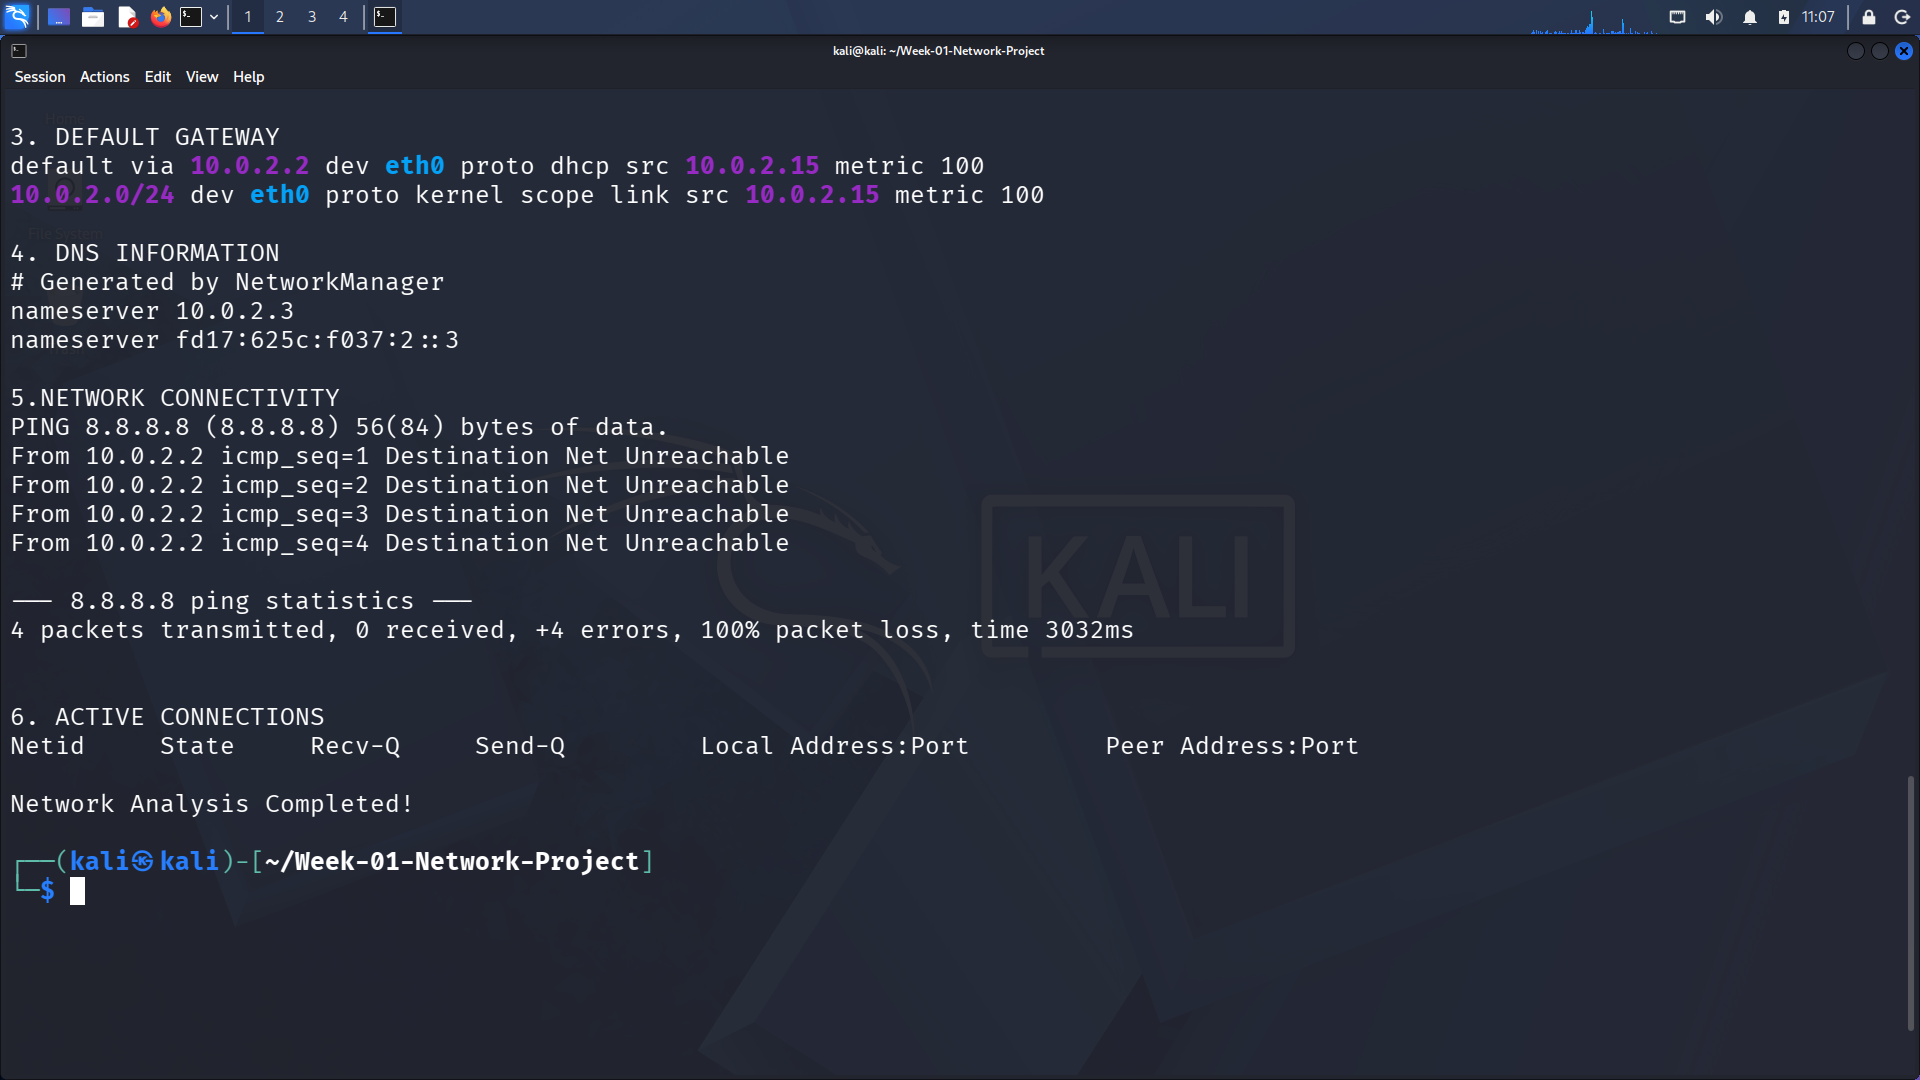 1 2 3 4 11:07
kali@kali: ~/Week-01-Network-Project
Session Actions Edit View Help
Home
3. DEFAULT GATEWAY
default via 10.0.2.2 dev eth0 proto dhcp src 10.0.2.15 metric 100
10.0.2.0/24 dev eth0 proto kernel scope link src 10.0.2.15 metric 100
File System
4. DNS INFORMATION
# Generated by NetworkManager
nameserver 10.0.2.3
nameserver fd17:625c:f037:2::3
5.NETWORK CONNECTIVITY
PING 8.8.8.8 (8.8.8.8) 56(84) bytes of data.
From 10.0.2.2 icmp_seq=1 Destination Net Unreachable
From 10.0.2.2 icmp_seq=2 Destination Net Unreachable
From 10.0.2.2 icmp_seq=3 Destination Net Unreachable
From 10.0.2.2 icmp_seq=4 Destination Net Unreachable
KALI
--- 8.8.8.8 ping statistics ---
4 packets transmitted, 0 received, +4 errors, 100% packet loss, time 3032ms
6. ACTIVE CONNECTIONS
Netid State Recv-Q Send-Q Local Address:Port Peer Address:Port
Network Analysis Completed!
┌──(kali㉿kali)-[~/Week-01-Network-Project]
└─$